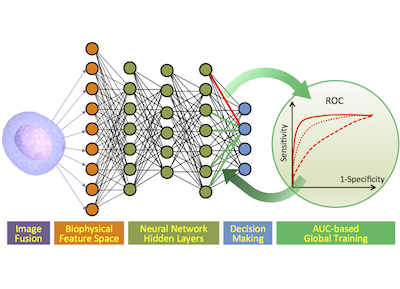 ROC
Sensitivity
1-Specificity
Image
Fusion
Biophysical
Feature Space
Neural Network
Hidden Layers
Decision
Making
AUC-based
Global Training